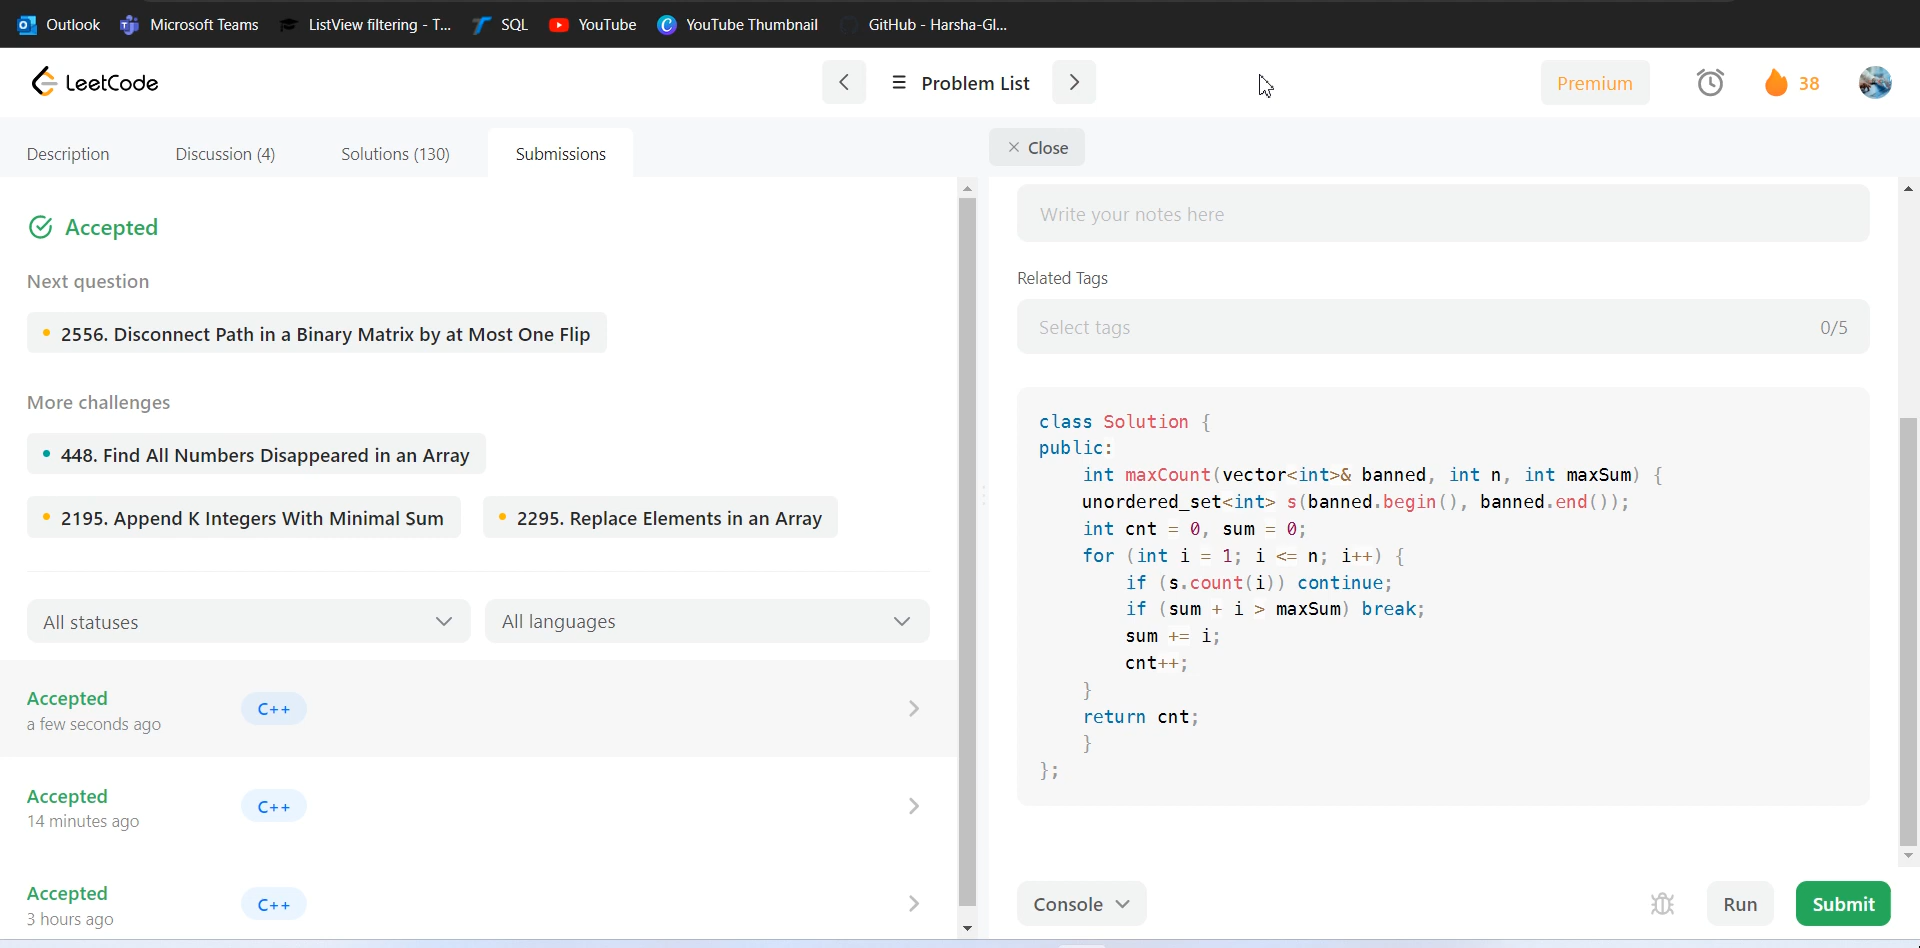 Outlook Microsoft Teams ListView filtering - T... SQL YouTube YouTube Thumbnail GitHub - Harsha-Gl...
LeetCode Problem List Premium 38
Description Discussion (4) Solutions (130) Submissions
× Close
Accepted
Next question
2556. Disconnect Path in a Binary Matrix by at Most One Flip
More challenges
448. Find All Numbers Disappeared in an Array
2195. Append K Integers With Minimal Sum 2295. Replace Elements in an Array
All statuses All languages
Accepted C++
a few seconds ago
Accepted C++
14 minutes ago
Accepted C++
3 hours ago
Write your notes here
Related Tags
Select tags 0/5
class Solution {
public:
    int maxCount(vector<int>& banned, int n, int maxSum) {
    unordered_set<int> s(banned.begin(), banned.end());
    int cnt = 0, sum = 0;
    for (int i = 1; i <= n; i++) {
        if (s.count(i)) continue;
        if (sum + i > maxSum) break;
        sum += i;
        cnt++;
    }
    return cnt;
    }
};
Console Run Submit